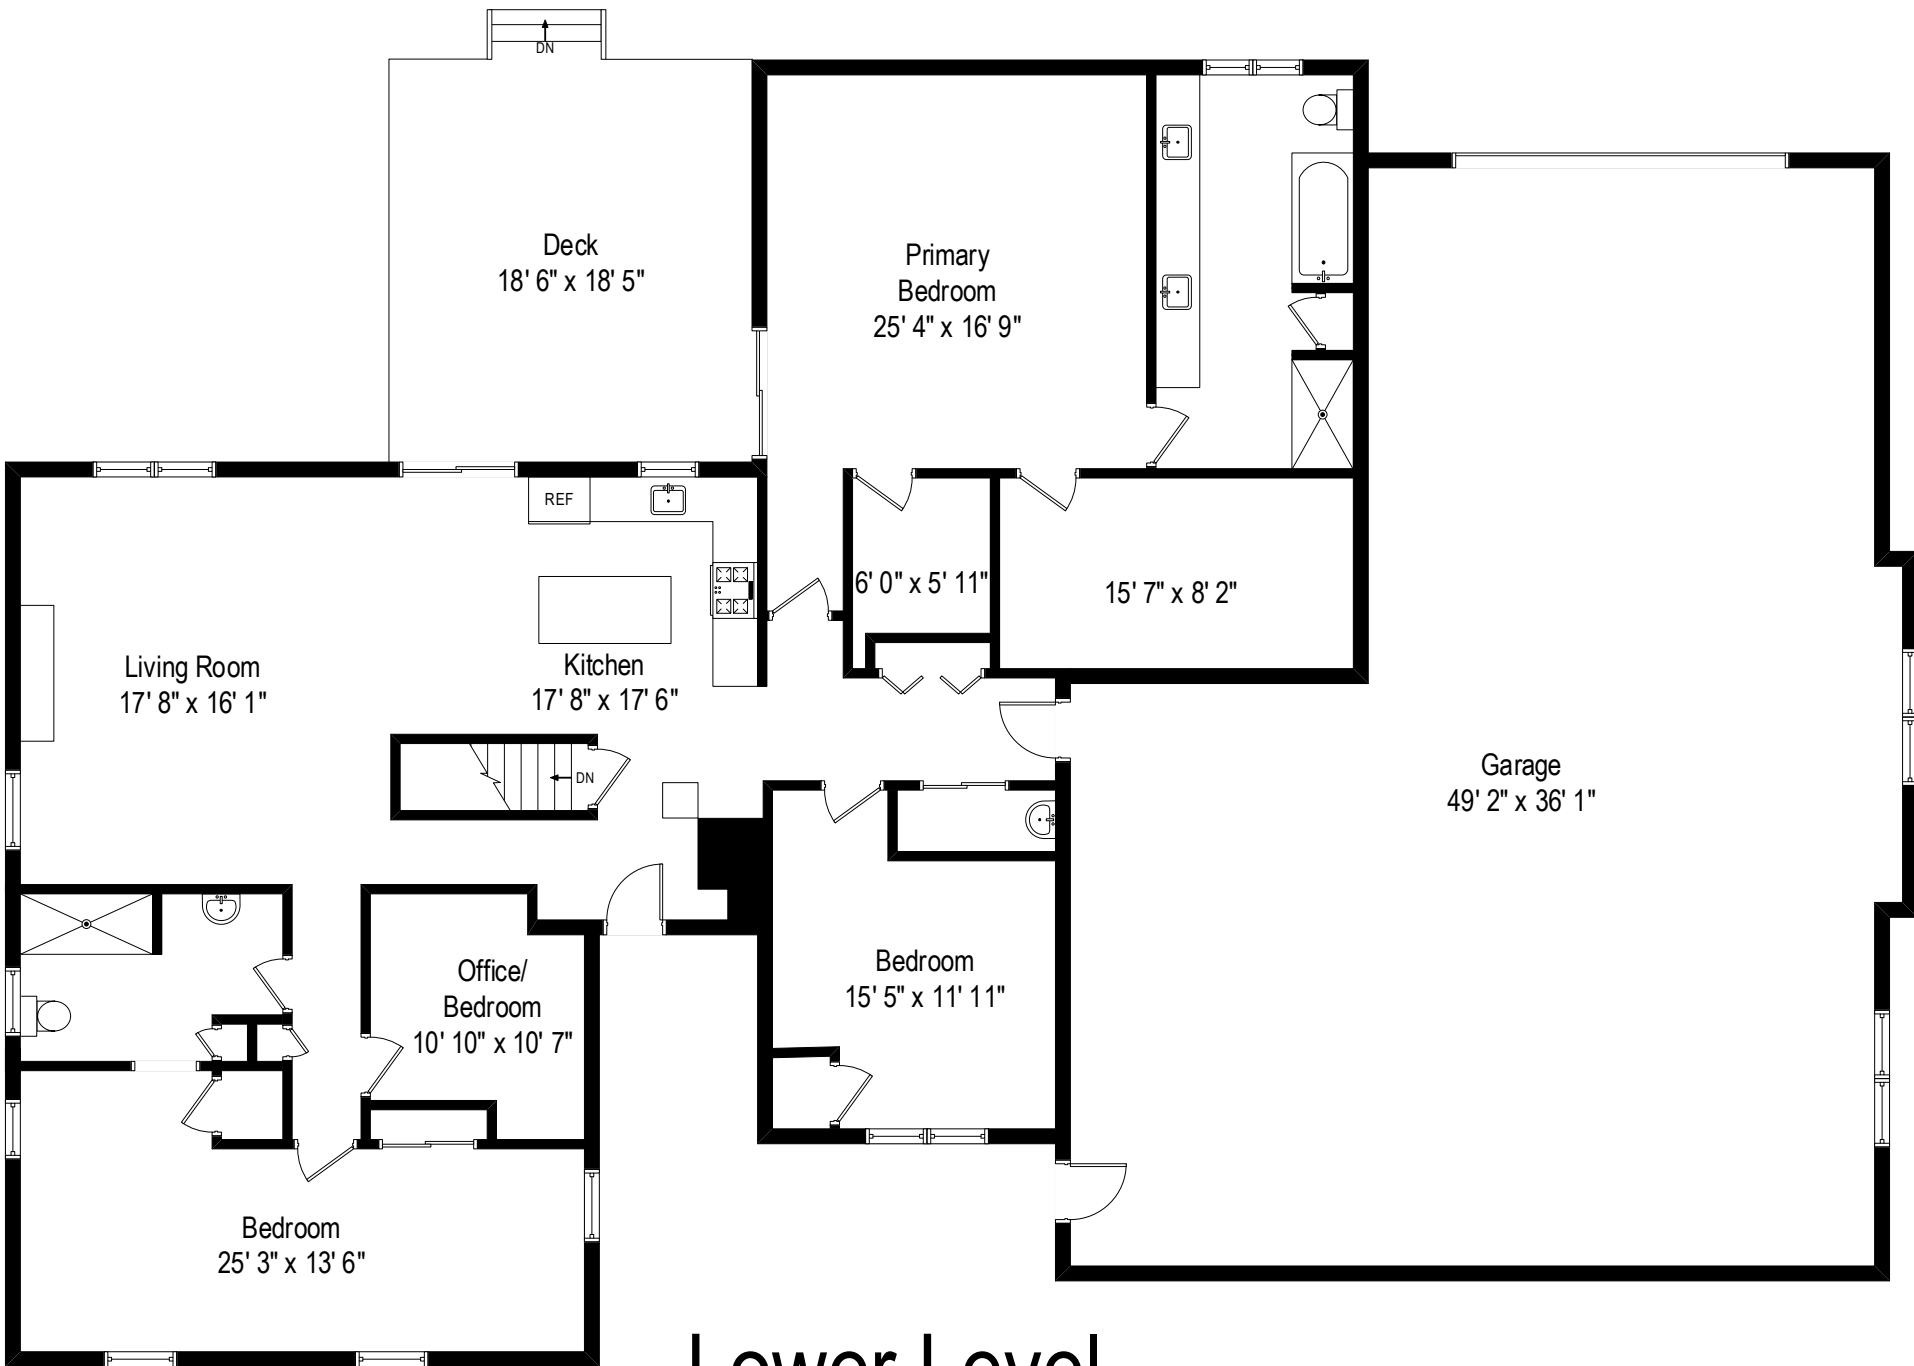 DN
Deck
18' 6" x 18' 5"
Primary
Bedroom
25' 4" x 16' 9"
REF
6' 0" x 5' 11"
15' 7" x 8' 2"
Living Room
17' 8" x 16' 1"
Kitchen
17' 8" x 17' 6"
DN
Garage
49' 2" x 36' 1"
Office/
Bedroom
10' 10" x 10' 7"
Bedroom
15' 5" x 11' 11"
Bedroom
25' 3" x 13' 6"
Lower Level